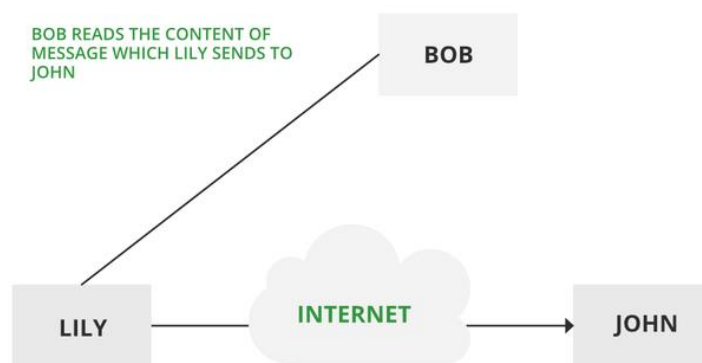 BOB READS THE CONTENT OF
MESSAGE WHICH LILY SENDS TO
JOHN
BOB
INTERNET
LILY
JOHN